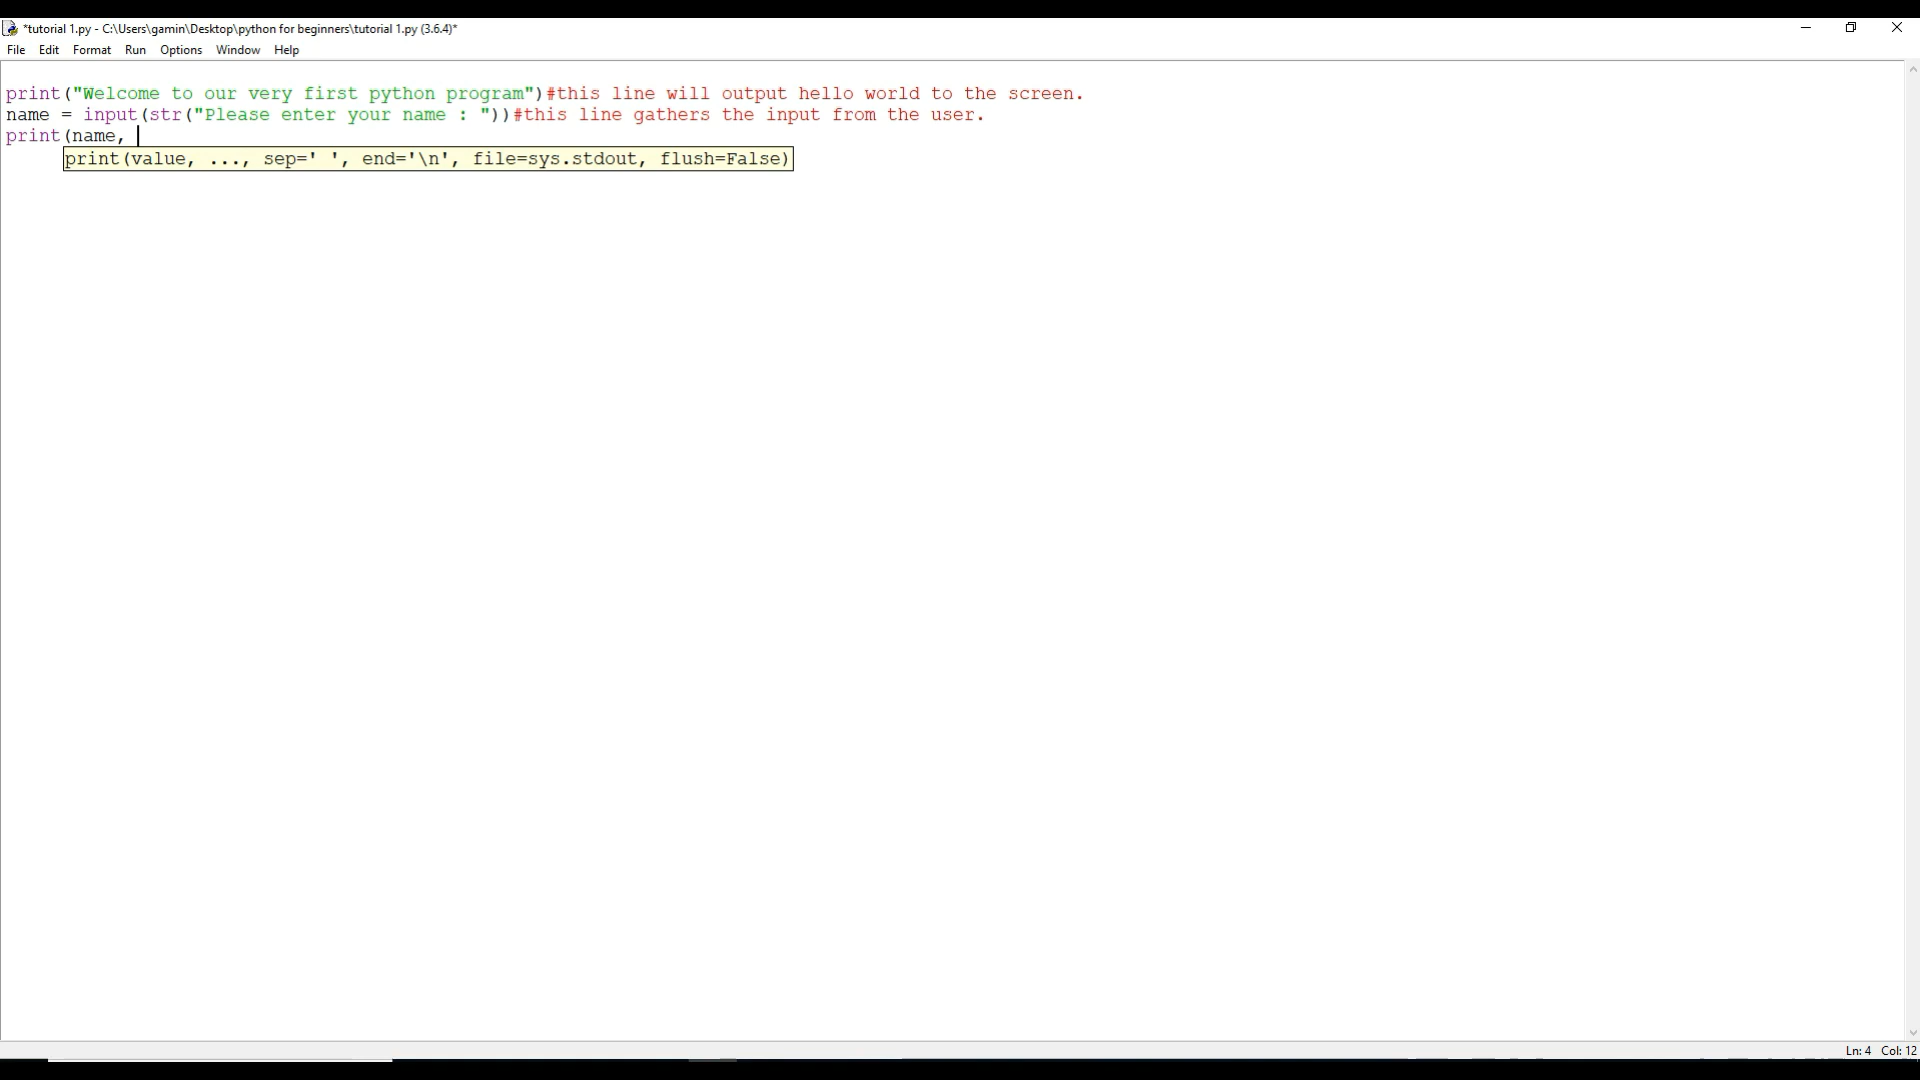 *tutorial 1.py - C:\Users\gamin\Desktop\python for beginners\tutorial 1.py (3.6.4)*
File Edit Format Run Options Window Help
print("Welcome to our very first python program")#this line will output hello world to the screen.
name = input(str("Please enter your name : "))#this line gathers the input from the user.
print(name,
print(value, ..., sep=' ', end='\n', file=sys.stdout, flush=False)
Ln: 4 Col: 12